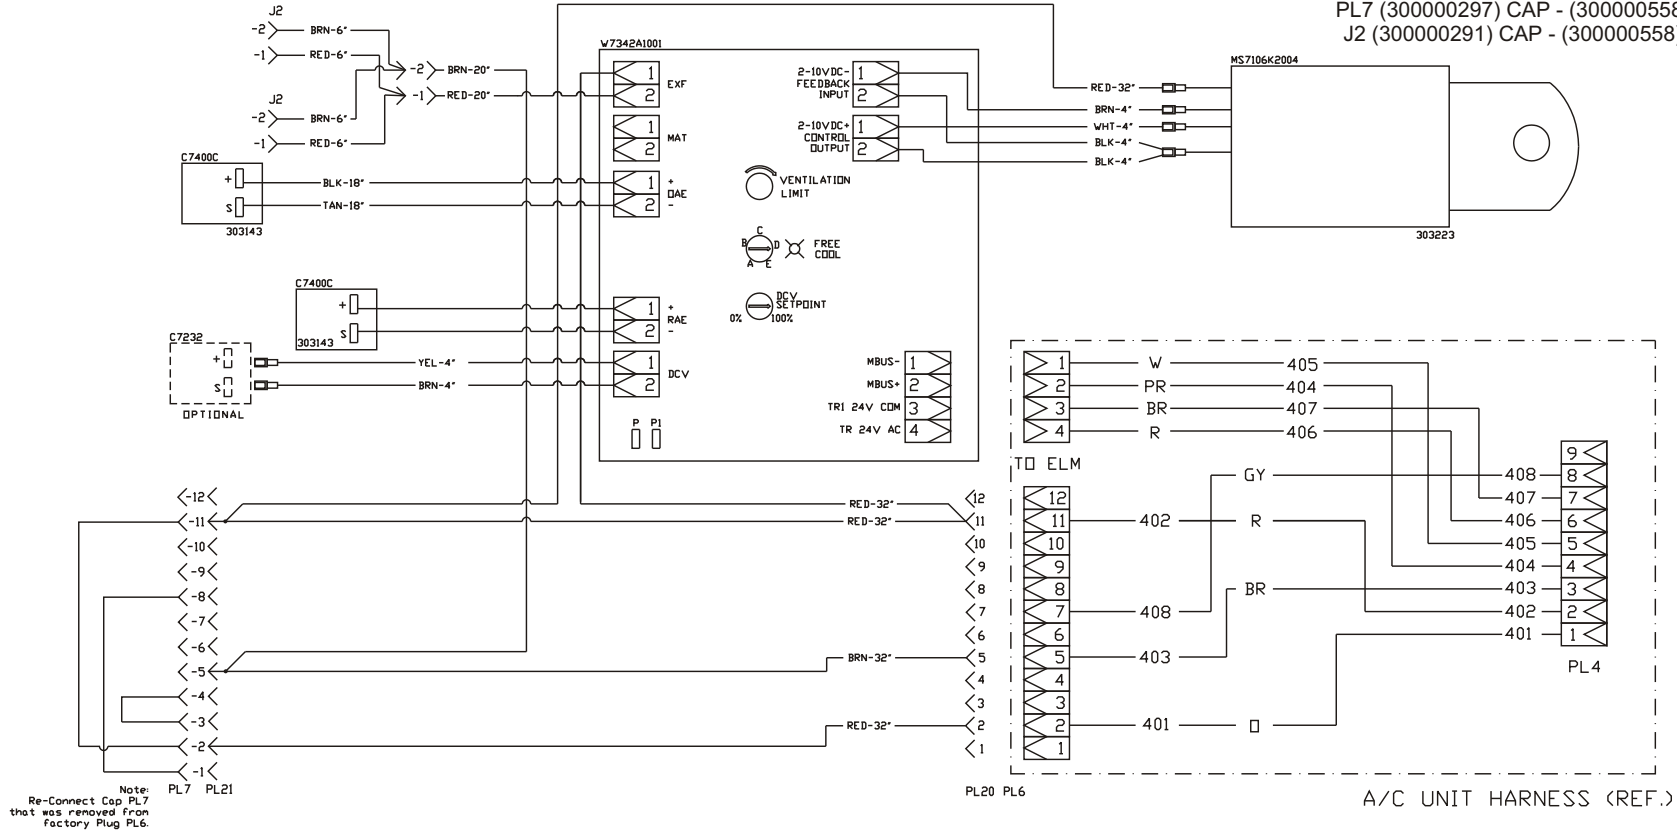 PL7 (300000297) CAP - (300000558
J2 (300000291) CAP - (300000558)
J2
-2 BRN-6"
-1 RED-6"
-2 BRN-20"
-1 RED-20"
J2
-2 BRN-6"
-1 RED-6"
C7400C
+
S
303143
BLK-18"
TAN-18"
C7400C
+
S
303143
C7232
+
S
OPTIONAL
YEL-4"
BRN-4"
W7342A1001
1
2
EXF
1
2
MAT
1 +
OAE
2 -
1 +
RAE
2 -
1
2
DCV
P P1
2-10VDC-
FEEDBACK
INPUT
1
2
2-10VDC+
CONTROL
OUTPUT
1
2
VENTILATION
LIMIT
C
B D
A E
FREE
COOL
DCV
SETPOINT
0% 100%
MBUS- 1
MBUS+ 2
TR1 24V COM 3
TR 24V AC 4
RED-32"
BRN-4"
WHT-4"
BLK-4"
BLK-4"
MS7106K2004
303223
1 W 405
2 PR 404
3 BR 407
4 R 406
TO ELM
-12
-11
-10
-9
-8
-7
-6
-5
-4
-3
-2
-1
PL7 PL21
RED-32"
RED-32"
BRN-32"
RED-32"
12
11
10
9
8
7
6
5
4
3
2
1
PL20 PL6
12
11 402 R
10
9
8
7 408 GY
6
5 403 BR
4
3
2 401 O
1
9
408 8
407 7
406 6
405 5
404 4
403 3
402 2
401 1
PL4
Note:
Re-Connect Cap PL7
that was removed from
factory Plug PL6.
A/C UNIT HARNESS (REF.)